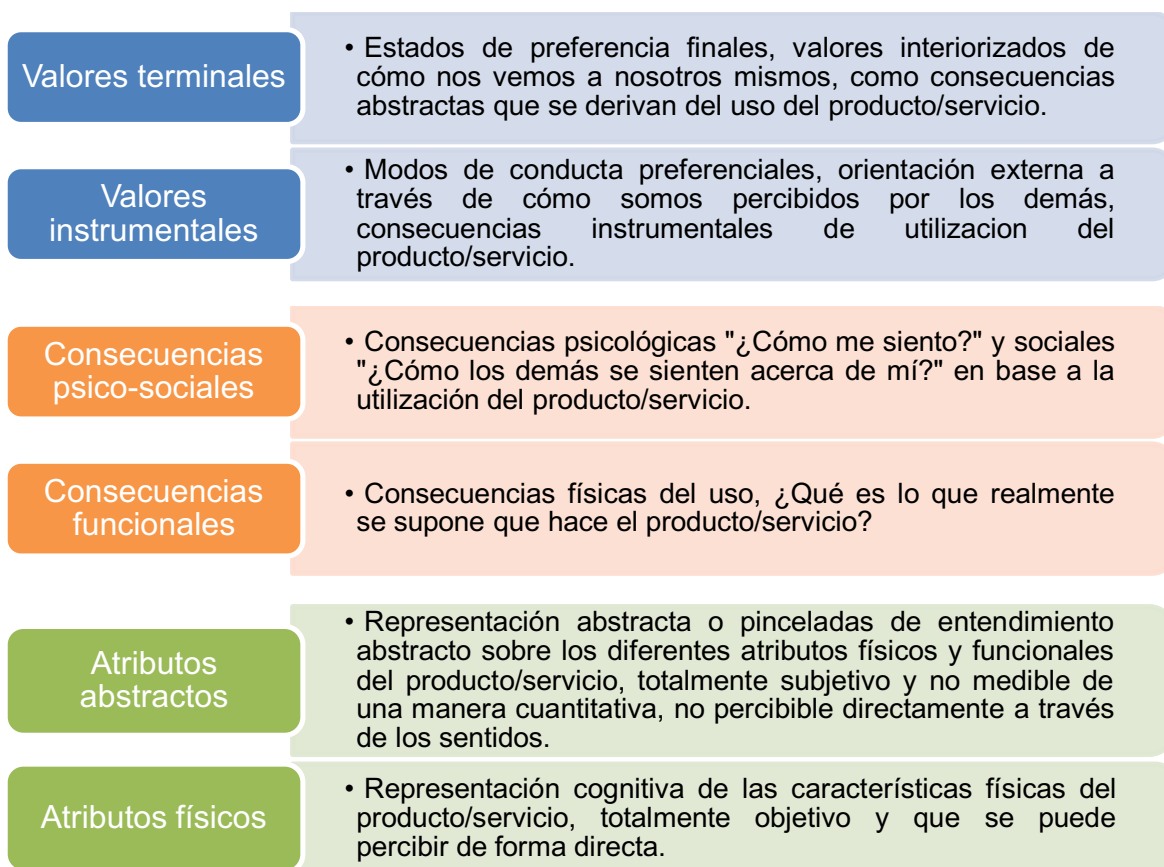 Valores terminales
• Estados de preferencia finales, valores interiorizados de
cómo nos vemos a nosotros mismos, como consecuencias
abstractas que se derivan del uso del producto/servicio.
Valores
instrumentales
• Modos de conducta preferenciales, orientación externa a
través de cómo somos percibidos por los demás,
consecuencias instrumentales de utilizacion del
producto/servicio.
Consecuencias
psico-sociales
• Consecuencias psicológicas "¿Cómo me siento?" y sociales
"¿Cómo los demás se sienten acerca de mí?" en base a la
utilización del producto/servicio.
Consecuencias
funcionales
• Consecuencias físicas del uso, ¿Qué es lo que realmente
se supone que hace el producto/servicio?
Atributos
abstractos
• Representación abstracta o pinceladas de entendimiento
abstracto sobre los diferentes atributos físicos y funcionales
del producto/servicio, totalmente subjetivo y no medible de
una manera cuantitativa, no percibible directamente a través
de los sentidos.
Atributos físicos
• Representación cognitiva de las características físicas del
producto/servicio, totalmente objetivo y que se puede
percibir de forma directa.